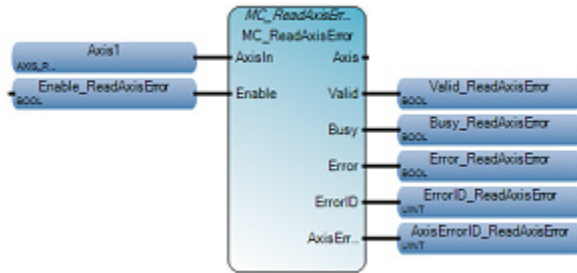 MC_ReadAxisErr...
MC_ReadAxisError
Axis1
AXIS_R...
AxisIn
Axis
Enable_ReadAxisError
BOOL
Enable
Valid
Valid_ReadAxisError
BOOL
Busy
Busy_ReadAxisError
BOOL
Error
Error_ReadAxisError
BOOL
ErrorID
ErrorID_ReadAxisError
UINT
AxisErr...
AxisErrorID_ReadAxisError
UINT